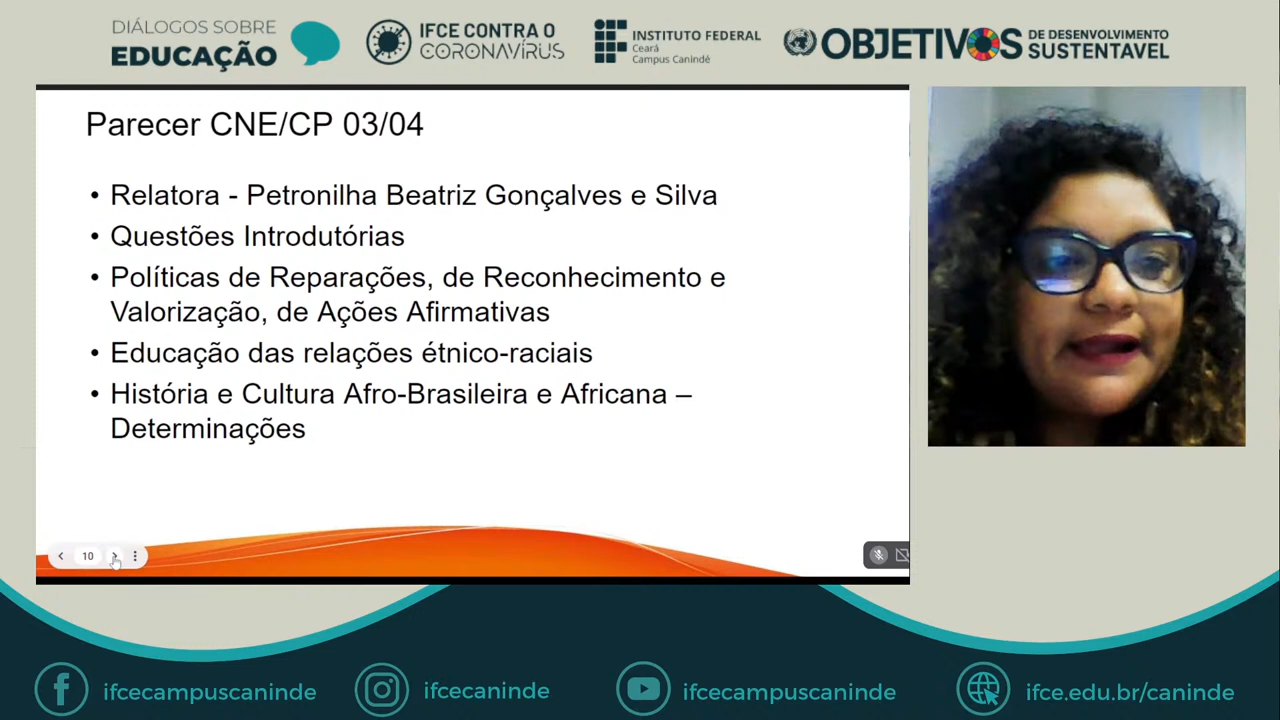 DIÁLOGOS SOBRE
EDUCAÇÃO
IFCE CONTRA O
CORONAVÍRUS
INSTITUTO FEDERAL
Ceará
Campus Canindé
OBJETIVOS
DE DESENVOLVIMENTO
SUSTENTAVEL
Parecer CNE/CP 03/04
• Relatora - Petronilha Beatriz Gonçalves e Silva
• Questões Introdutórias
• Políticas de Reparações, de Reconhecimento e
Valorização, de Ações Afirmativas
• Educação das relações étnico-raciais
• História e Cultura Afro-Brasileira e Africana –
Determinações
10
ifcecampuscaninde
ifcecaninde
ifcecampuscaninde
ifce.edu.br/caninde